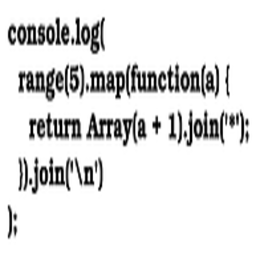 console.log(
  range(5).map(function(a) {
    return Array(a + 1).join('*');
  }).join('\n')
);